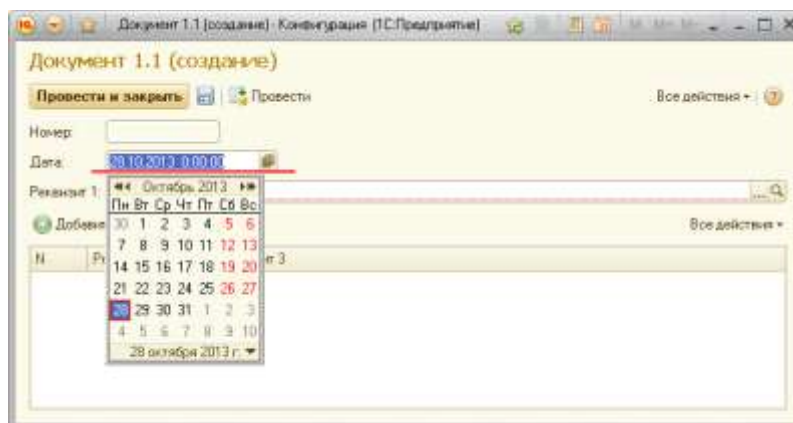 Документ 1.1 (создание) - Конфигурация (1С:Предприятие)
M M+ M-
Документ 1.1 (создание)
Провести и закрыть Провести Все действия
Номер:
Дата: 28.10.2013 0:00:00
Реквизит 1: ...
Октябрь 2013
Пн Вт Ср Чт Пт Сб Вс
30 1 2 3 4 5 6
7 8 9 10 11 12 13
14 15 16 17 18 19 20
21 22 23 24 25 26 27
28 29 30 31 1 2 3
4 5 6 7 8 9 10
28 октября 2013 г.
Все действия
N